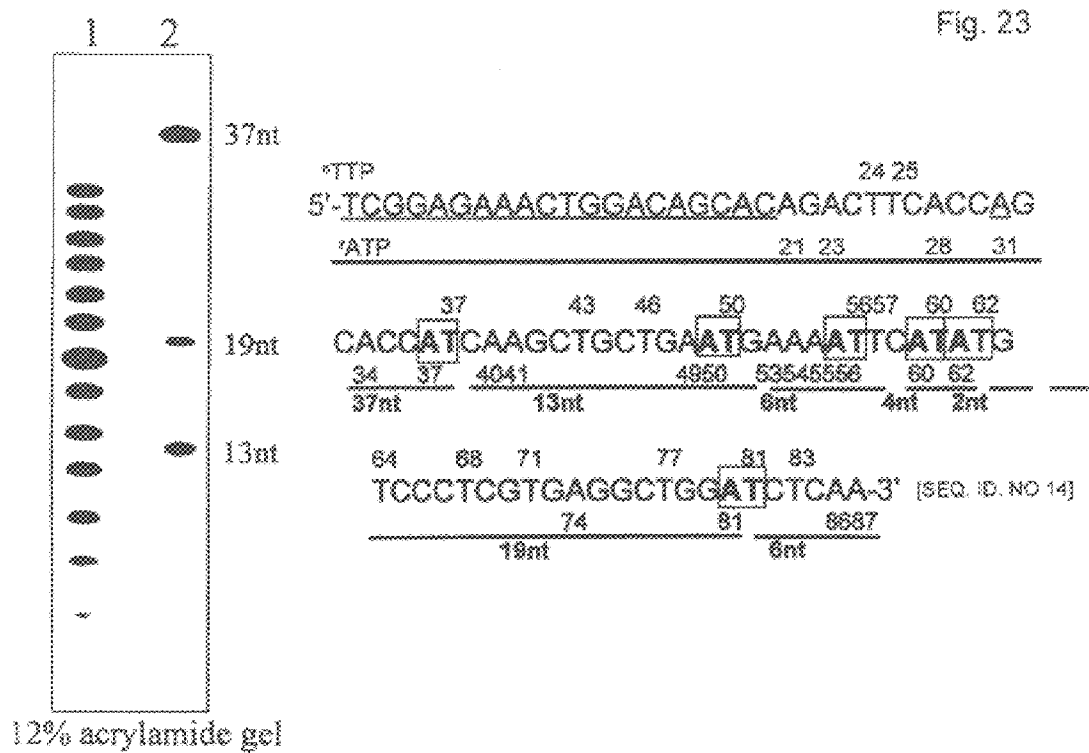 Fig. 23
1 2
37nt
19nt
13nt
12% acrylamide gel
*TTP 24 25
5'-TCGGAGAAACTGGACAGCACAGACTTCACCAG
*ATP 21 23 28 31
37 43 46 50 5657 60 62
CACCATCAAGCTGCTGAATGAAAATTCATATG
34 37 4041 4950 53545556 60 62
37nt 13nt 6nt 4nt 2nt
64 68 71 77 81 83
TCCCTCGTGAGGCTGGATCTCAA-3' [SEQ. ID. NO 14]
74 81 8687
19nt 6nt